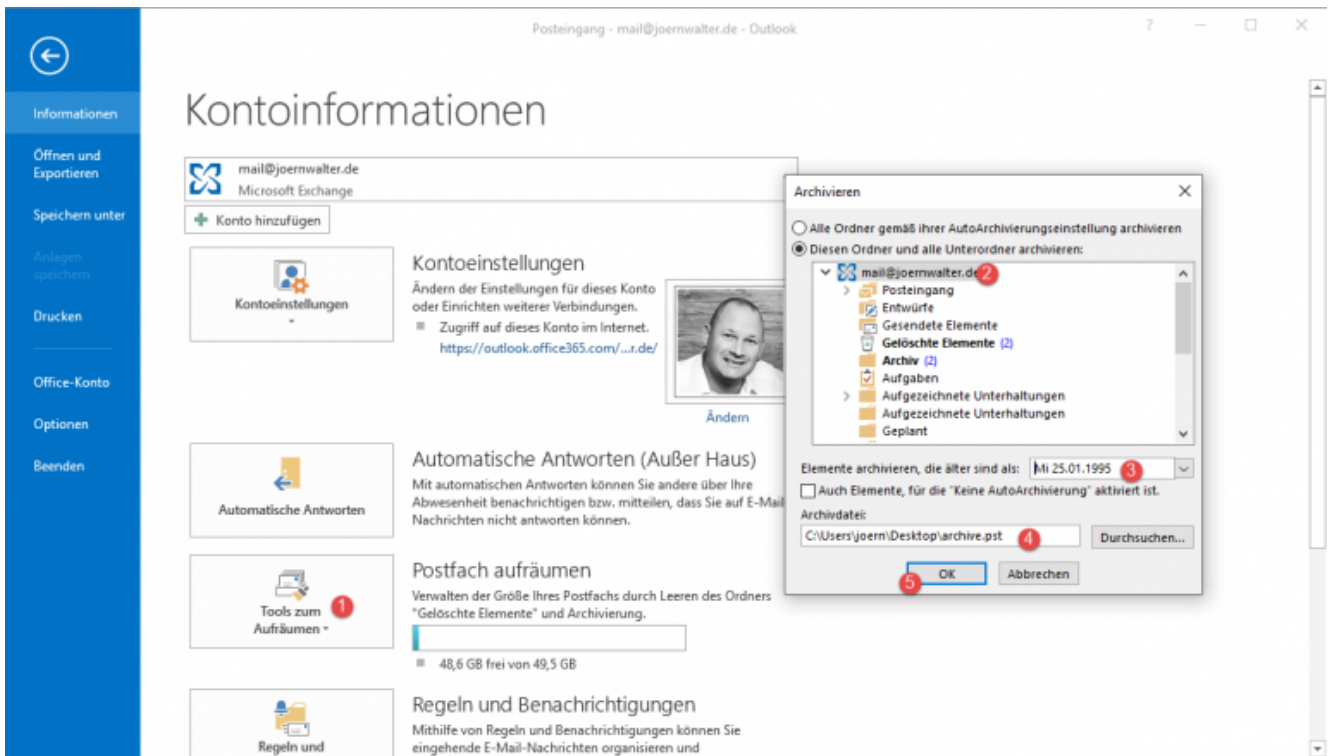 Posteingang - mail@joernwalter.de - Outlook
?
Informationen
Öffnen und
Exportieren
Speichern unter
Anlagen
speichern
Drucken
Office-Konto
Optionen
Beenden
Kontoinformationen
mail@joernwalter.de
Microsoft Exchange
Konto hinzufügen
Kontoeinstellungen
Kontoeinstellungen
Ändern der Einstellungen für dieses Konto
oder Einrichten weiterer Verbindungen.
Zugriff auf dieses Konto im Internet.
https://outlook.office365.com/...r.de/
Ändern
Automatische Antworten
Automatische Antworten (Außer Haus)
Mit automatischen Antworten können Sie andere über Ihre
Abwesenheit benachrichtigen bzw. mitteilen, dass Sie auf E-Mail
Nachrichten nicht antworten können.
Tools zum 1
Aufräumen
Postfach aufräumen
Verwalten der Größe Ihres Postfachs durch Leeren des Ordners
"Gelöschte Elemente" und Archivierung.
48,6 GB frei von 49,5 GB
Regeln und
Regeln und Benachrichtigungen
Mithilfe von Regeln und Benachrichtigungen können Sie
eingehende E-Mail-Nachrichten organisieren und
Archivieren
Alle Ordner gemäß ihrer AutoArchivierungseinstellung archivieren
Diesen Ordner und alle Unterordner archivieren:
mail@joernwalter.de 2
Posteingang
Entwürfe
Gesendete Elemente
Gelöschte Elemente (2)
Archiv (2)
Aufgaben
Aufgezeichnete Unterhaltungen
Aufgezeichnete Unterhaltungen
Geplant
Elemente archivieren, die älter sind als: Mi 25.01.1995 3
Auch Elemente, für die "Keine AutoArchivierung" aktiviert ist.
Archivdatei:
C:\Users\joern\Desktop\archive.pst 4 Durchsuchen...
5 OK Abbrechen